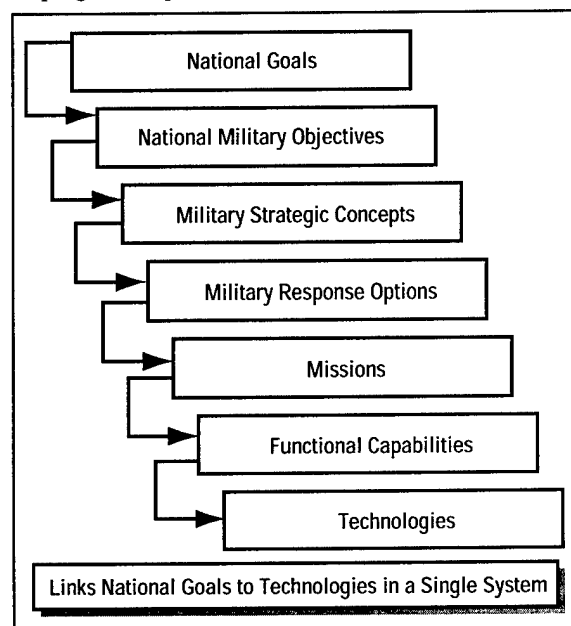 National Goals
National Military Objectives
Military Strategic Concepts
Military Response Options
Missions
Functional Capabilities
Technologies
Links National Goals to Technologies in a Single System